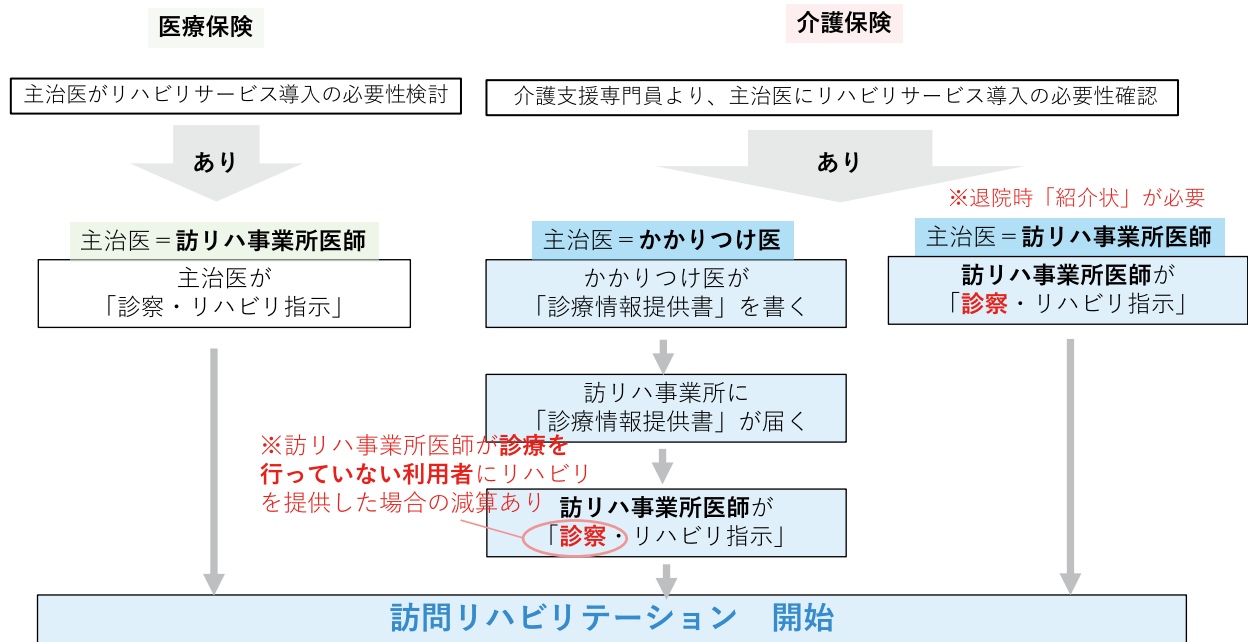 医療保険
介護保険
主治医がリハビリサービス導入の必要性検討
介護支援専門員より、主治医にリハビリサービス導入の必要性確認
あり
あり
※退院時「紹介状」が必要
主治医＝訪リハ事業所医師
主治医が
「診察・リハビリ指示」
主治医＝かかりつけ医
かかりつけ医が
「診療情報提供書」を書く
主治医＝訪リハ事業所医師
訪リハ事業所医師が
「診察・リハビリ指示」
訪リハ事業所に
「診療情報提供書」が届く
※訪リハ事業所医師が診療を
行っていない利用者にリハビリ
を提供した場合の減算あり
訪リハ事業所医師が
「診察・リハビリ指示」
訪問リハビリテーション　開始